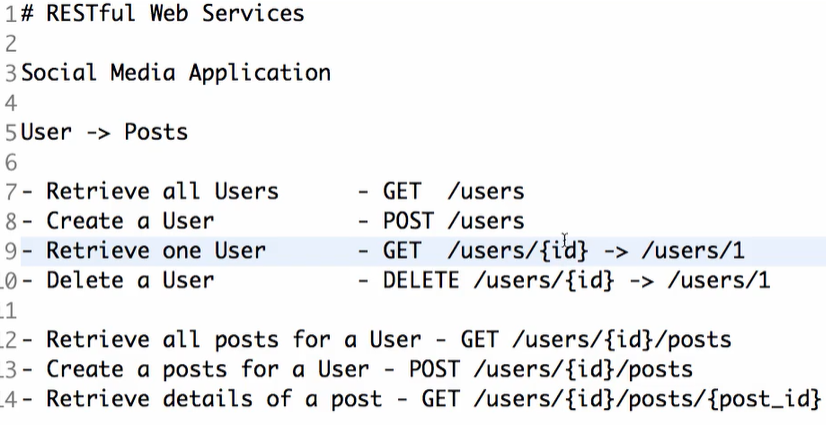 1# RESTful Web Services
2
3Social Media Application
4
5User -> Posts
6
7- Retrieve all Users - GET /users
8- Create a User - POST /users
9- Retrieve one User - GET /users/{id} -> /users/1
0- Delete a User - DELETE /users/{id} -> /users/1
1
2- Retrieve all posts for a User - GET /users/{id}/posts
3- Create a posts for a User - POST /users/{id}/posts
4- Retrieve details of a post - GET /users/{id}/posts/{post_id}